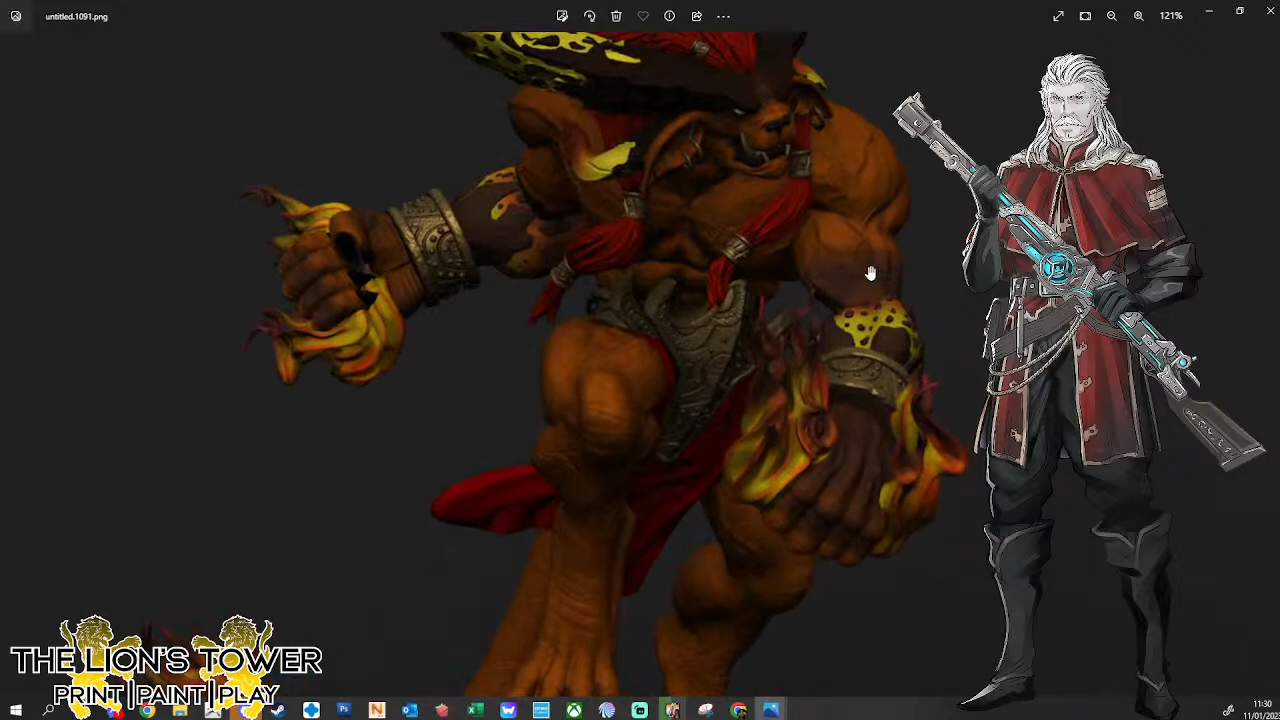 untitled.1091.png
121%
THE LION'S TOWER
PRINT|PAINT|PLAY
11:30